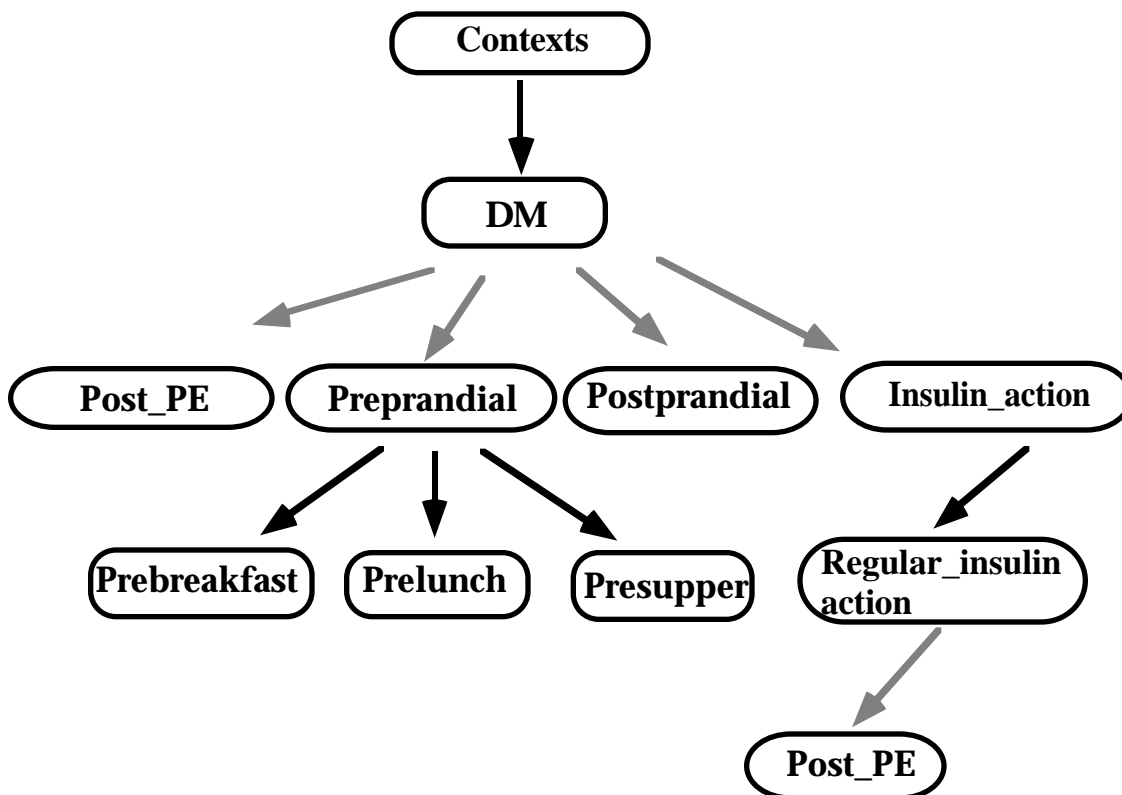 Contexts
DM
Post_PE
Preprandial
Postprandial
Insulin_action
Prebreakfast
Prelunch
Presupper
Regular_insulin
action
Post_PE